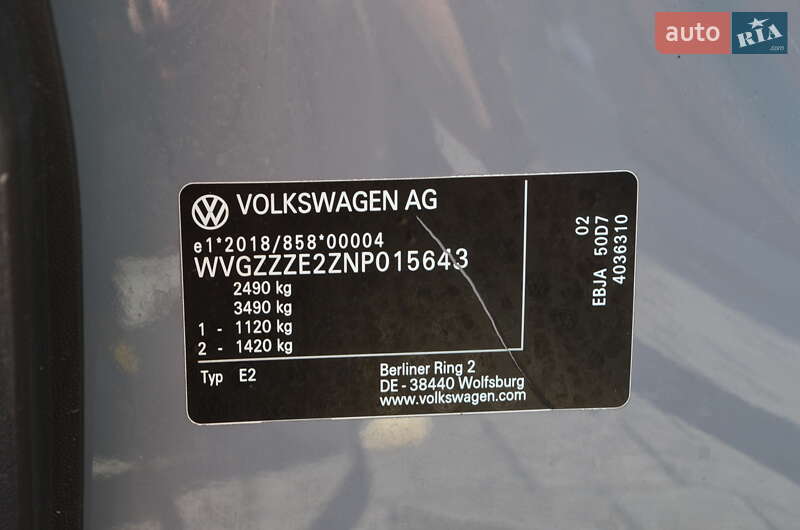 auto RIA .com
VOLKSWAGEN AG
e1*2018/858*00004
WVGZZZE2ZNP015643
2490 kg
3490 kg
1 - 1120 kg
2 - 1420 kg
Typ E2
Berliner Ring 2
DE - 38440 Wolfsburg
www.volkswagen.com
02
EBJA 50D7
4036310